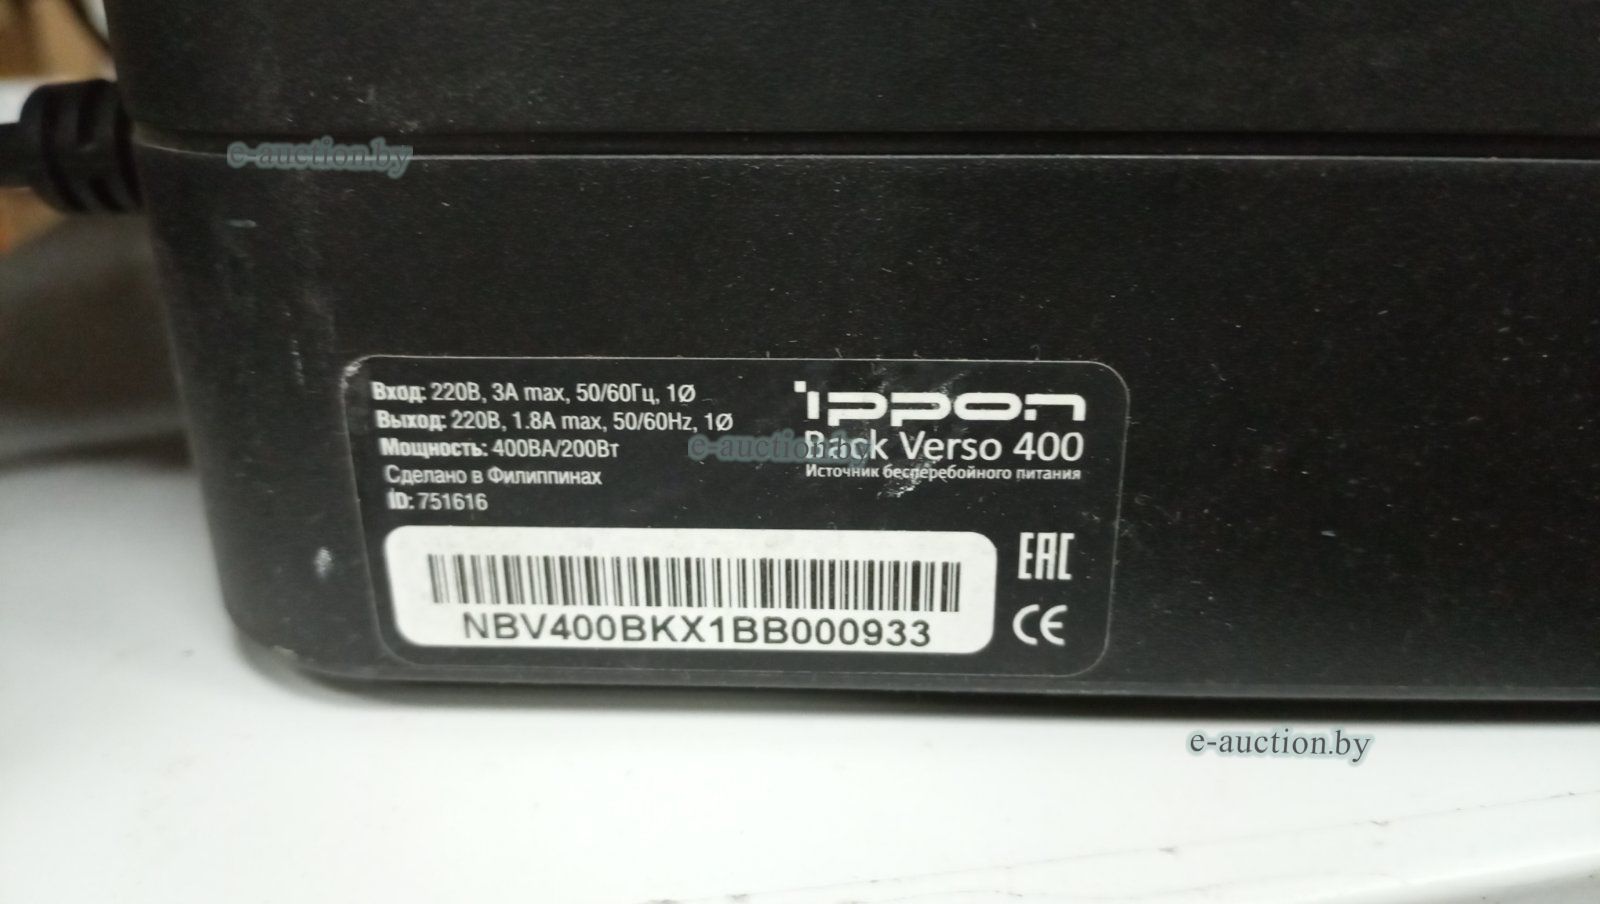 e-auction.by
Вход: 220В, 3А max, 50/60Гц, 1Ø
Выход: 220В, 1.8А max, 50/60Hz, 1Ø
Мощность: 400ВА/200Вт
Сделано в Филиппинах
ID: 751616
ippon
Back Verso 400
Источник бесперебойного питания
e-auction.by
NBV400BKX1BB000933
EAC
CE
e-auction.by